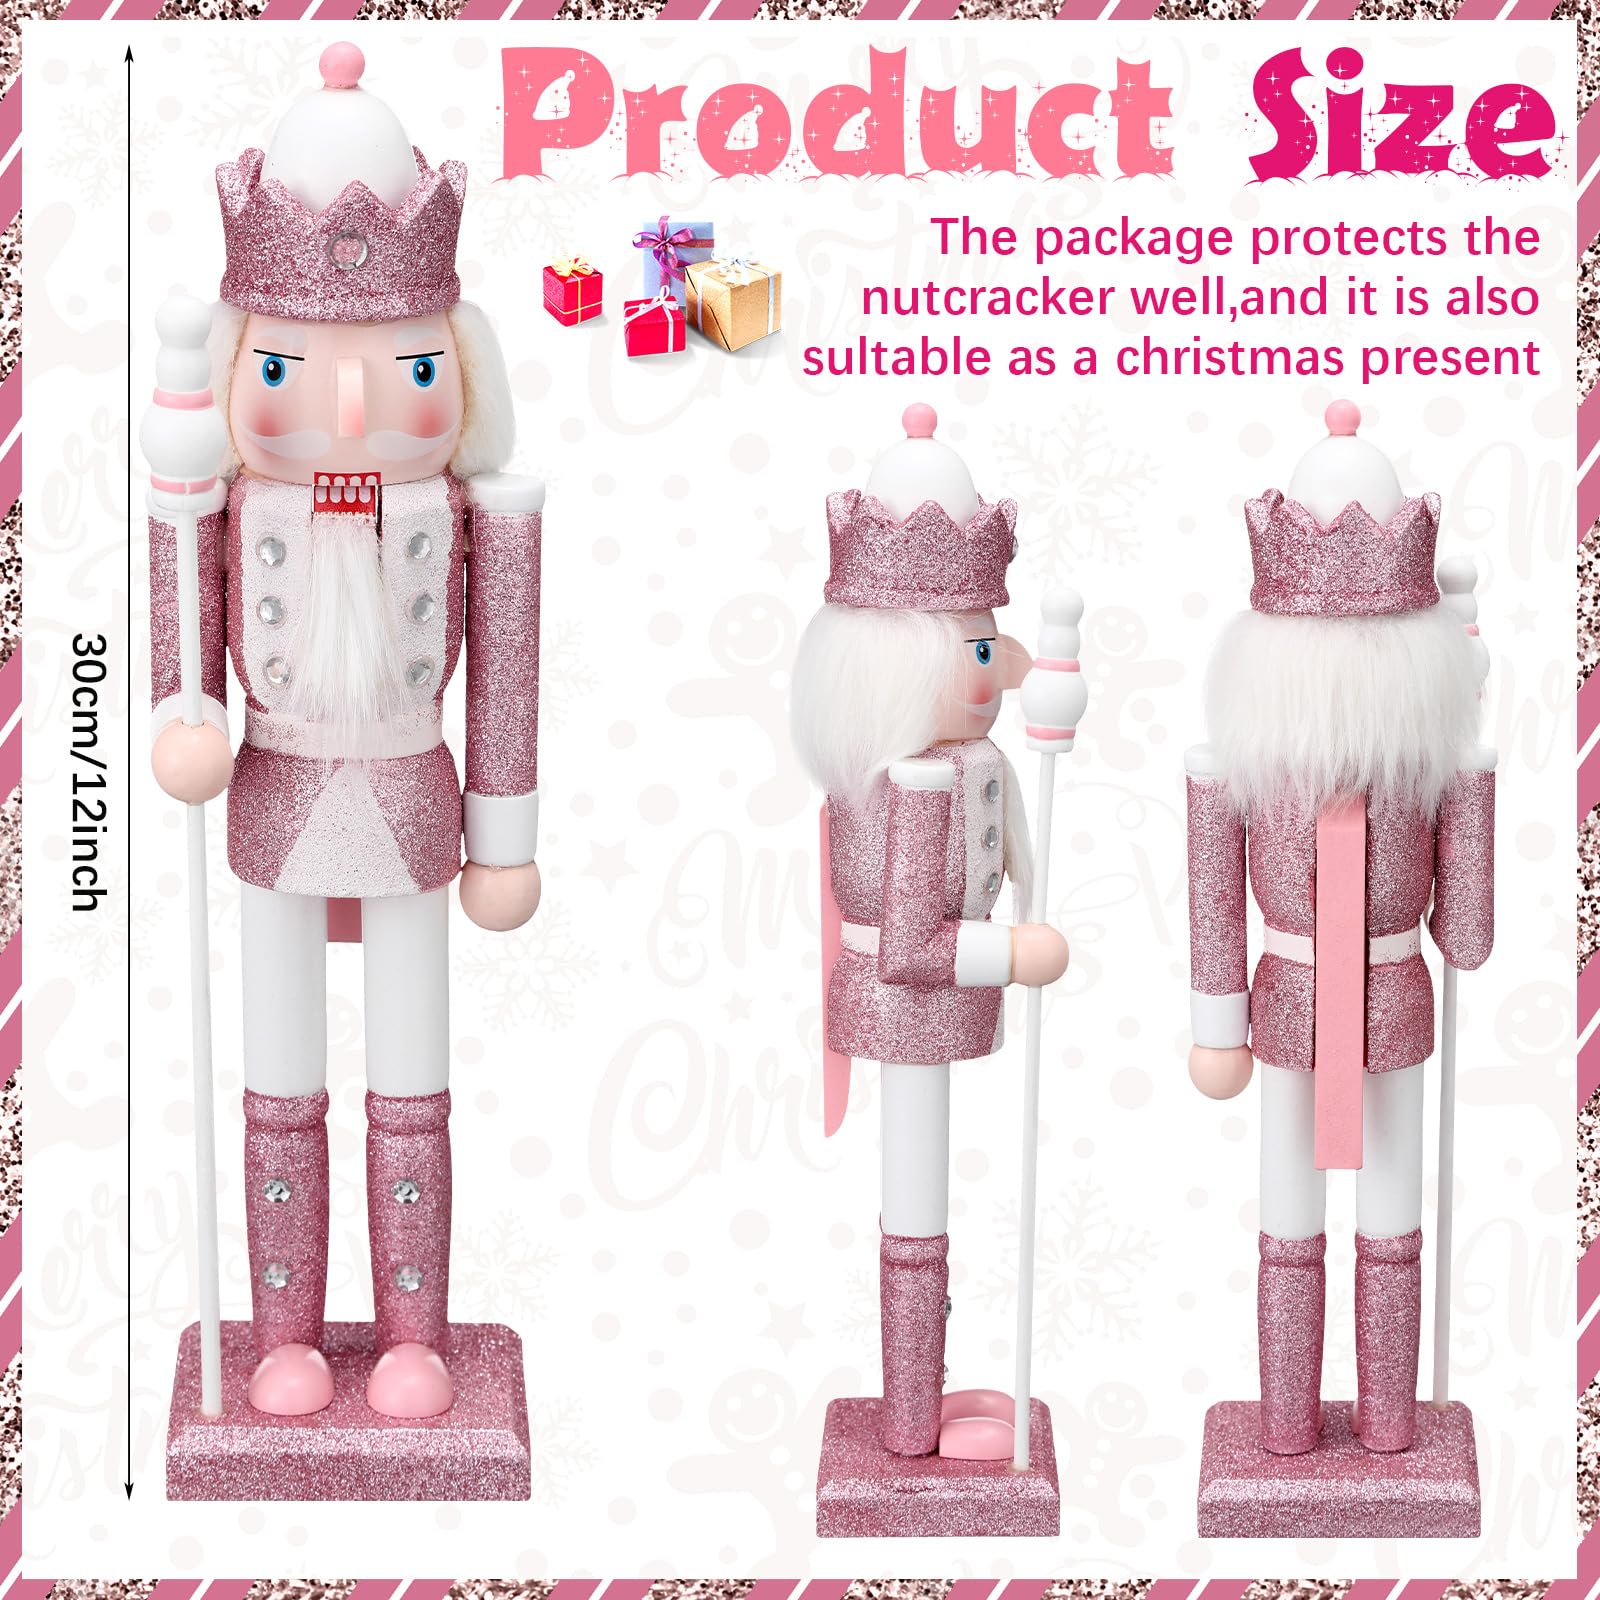 Product Size
The package protects the
nutcracker well,and it is also
sultable as a christmas present
30cm/12inch